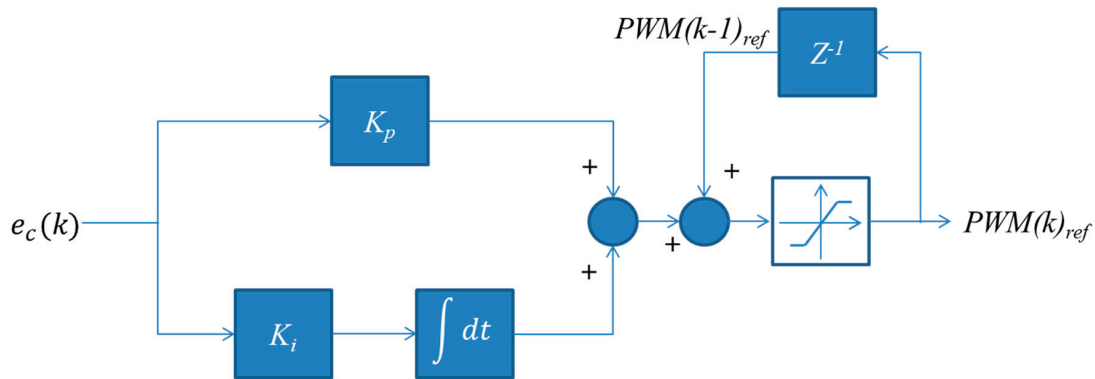 PWM(k-1)ref
Z-1
Kp
+
+
ec(k)
PWM(k)ref
+
+
Ki
∫ dt